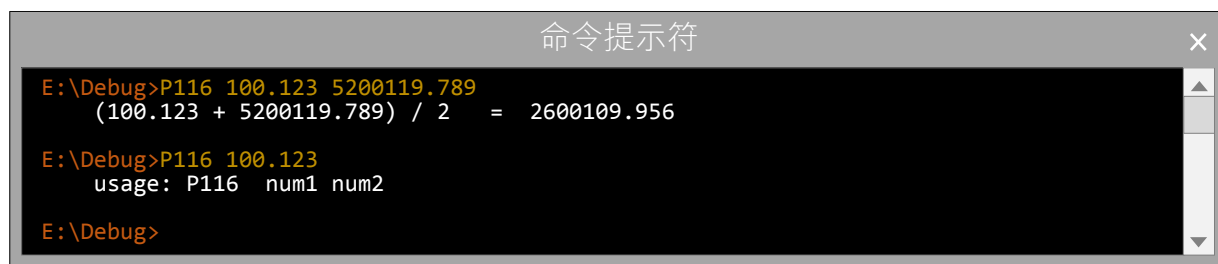 命令提示符
×
E:\Debug>P116 100.123 5200119.789
(100.123 + 5200119.789) / 2 = 2600109.956
E:\Debug>P116 100.123
usage: P116 num1 num2
E:\Debug>